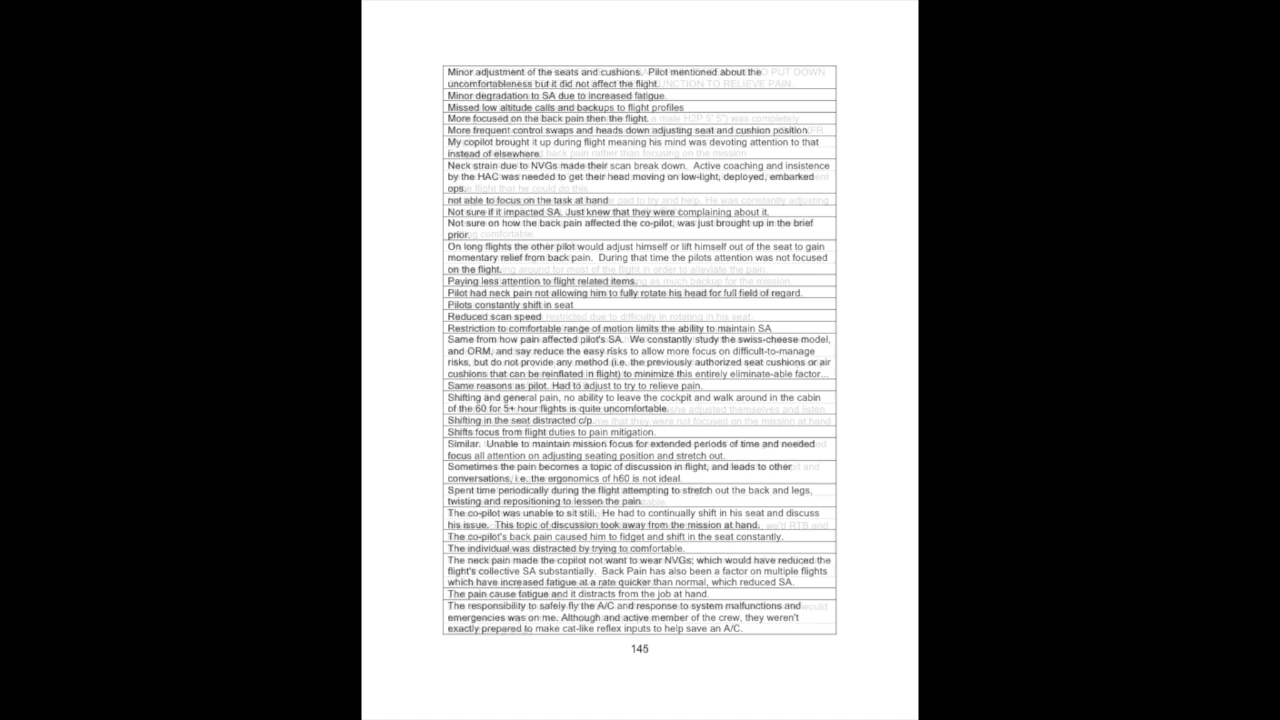 Minor adjustment of the seats and cushions. Pilot mentioned about the
uncomfortableness but it did not affect the flight.
Minor degradation to SA due to increased fatigue.
Missed low altitude calls and backups to flight profiles
More focused on the back pain then the flight.
More frequent control swaps and heads down adjusting seat and cushion position.
My copilot brought it up during flight meaning his mind was devoting attention to that
instead of elsewhere.
Neck strain due to NVGs made their scan break down. Active coaching and insistence
by the HAC was needed to get their head moving on low-light, deployed, embarked
ops.
not able to focus on the task at hand
Not sure if it impacted SA. Just knew that they were complaining about it.
Not sure on how the back pain affected the co-pilot, was just brought up in the brief
prior.
On long flights the other pilot would adjust himself or lift himself out of the seat to gain
momentary relief from back pain. During that time the pilots attention was not focused
on the flight.
Paying less attention to flight related items.
Pilot had neck pain not allowing him to fully rotate his head for full field of regard.
Pilots constantly shift in seat
Reduced scan speed
Restriction to comfortable range of motion limits the ability to maintain SA
Same from how pain affected pilot's SA. We constantly study the swiss-cheese model,
and ORM, and say reduce the easy risks to allow more focus on difficult-to-manage
risks, but do not provide any method (i.e. the previously authorized seat cushions or air
cushions that can be reinflated in flight) to minimize this entirely eliminate-able factor...
Same reasons as pilot. Had to adjust to try to relieve pain.
Shifting and general pain, no ability to leave the cockpit and walk around in the cabin
of the 60 for 5+ hour flights is quite uncomfortable.
Shifting in the seat distracted c/p.
Shifts focus from flight duties to pain mitigation.
Similar. Unable to maintain mission focus for extended periods of time and needed
focus all attention on adjusting seating position and stretch out.
Sometimes the pain becomes a topic of discussion in flight, and leads to other
conversations, i.e. the ergonomics of h60 is not ideal.
Spent time periodically during the flight attempting to stretch out the back and legs,
twisting and repositioning to lessen the pain.
The co-pilot was unable to sit still. He had to continually shift in his seat and discuss
his issue. This topic of discussion took away from the mission at hand.
The co-pilot's back pain caused him to fidget and shift in the seat constantly.
The individual was distracted by trying to comfortable.
The neck pain made the copilot not want to wear NVGs; which would have reduced the
flight's collective SA substantially. Back Pain has also been a factor on multiple flights
which have increased fatigue at a rate quicker than normal, which reduced SA.
The pain cause fatigue and it distracts from the job at hand.
The responsibility to safely fly the A/C and response to system malfunctions and
emergencies was on me. Although and active member of the crew, they weren't
exactly prepared to make cat-like reflex inputs to help save an A/C.
145